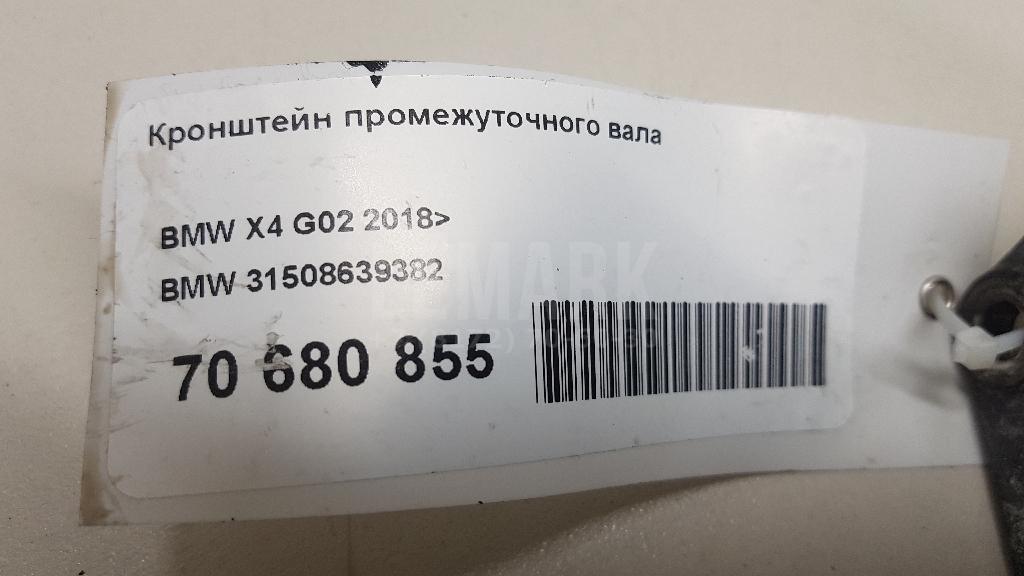 Кронштейн промежуточного вала
BMW X4 G02 2018>
BMW 31508639382
70 680 855